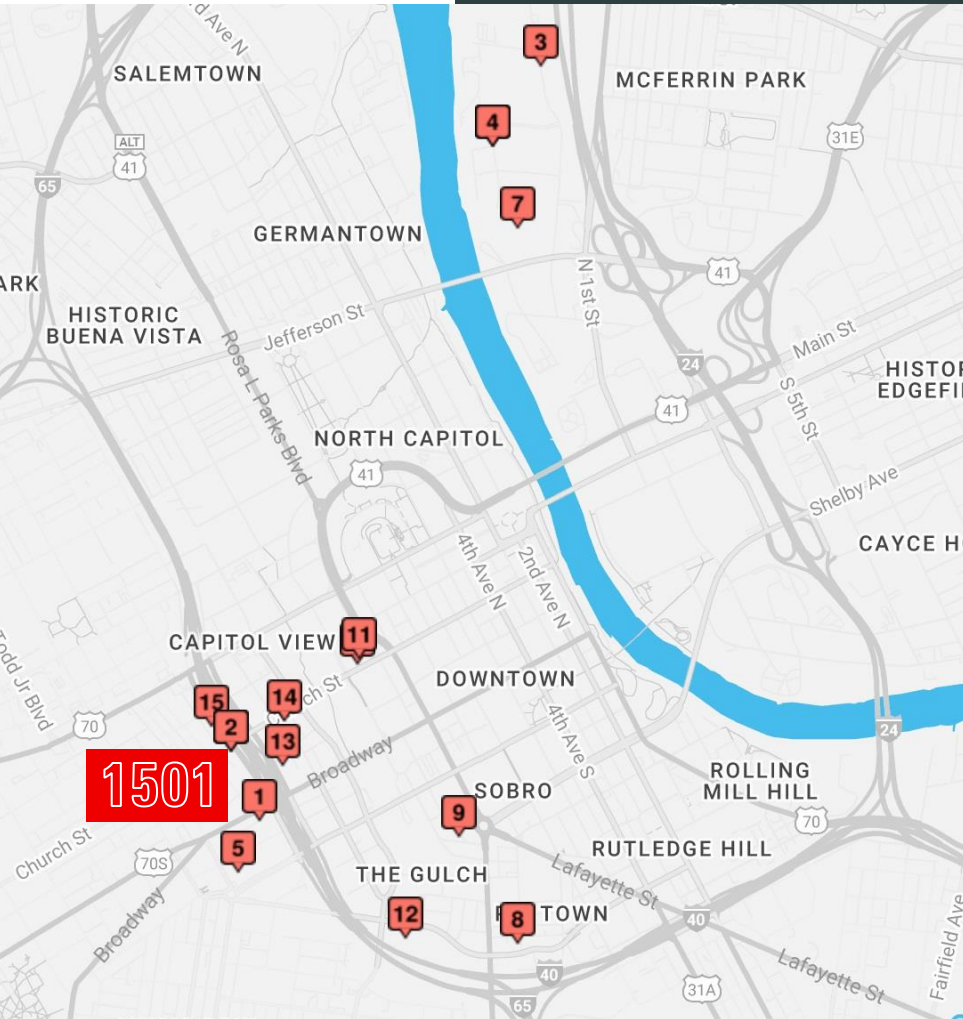 d Ave N
3
SALEMTOWN
MCFERRIN PARK
4
ALT
41
31E
65
7
GERMANTOWN
41
ARK
N 1st St
HISTORIC
BUENA VISTA
Jefferson St
Main St
24
Rosa L Parks Blvd
HISTOR
EDGEFI
41
S 5th St
NORTH CAPITOL
41
Shelby Ave
4th Ave N
2nd Ave N
CAYCE H
CAPITOL VIEW
11
Todd Jr Blvd
ch St
DOWNTOWN
15
14
2
13
70
4th Ave S
24
Broadway
1501
1
ROLLING
MILL HILL
SOBRO
9
70
Church St
5
70S
RUTLEDGE HILL
THE GULCH
Lafayette St
12
8
TOWN
40
Broadway
Fairfield Ave
40
Lafayette St
31A
65